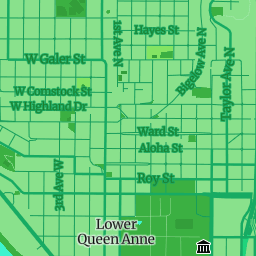 Hayes St
1st Ave N
W Galer St
Bigelow Ave N
Taylor Ave N
W Comstock St
W Highland Dr
Ward St
Aloha St
3rd Ave W
Roy St
Lower
Queen Anne